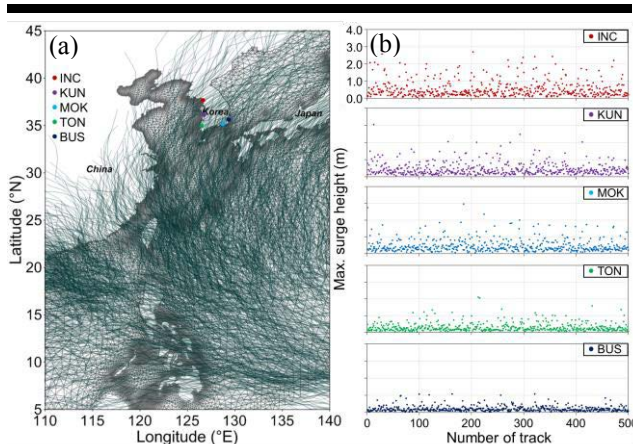 (a)
45
40
35
30
25
20
15
10
5
Latitude (°N)
INC
KUN
MOK
TON
BUS
Korea
Japan
China
110 115 120 125 130 135 140
Longitude (°E)
(b)
Max. surge height (m)
4.0
3.0
2.0
1.0
0.0
INC
KUN
MOK
TON
BUS
0 100 200 300 400 500
Number of track